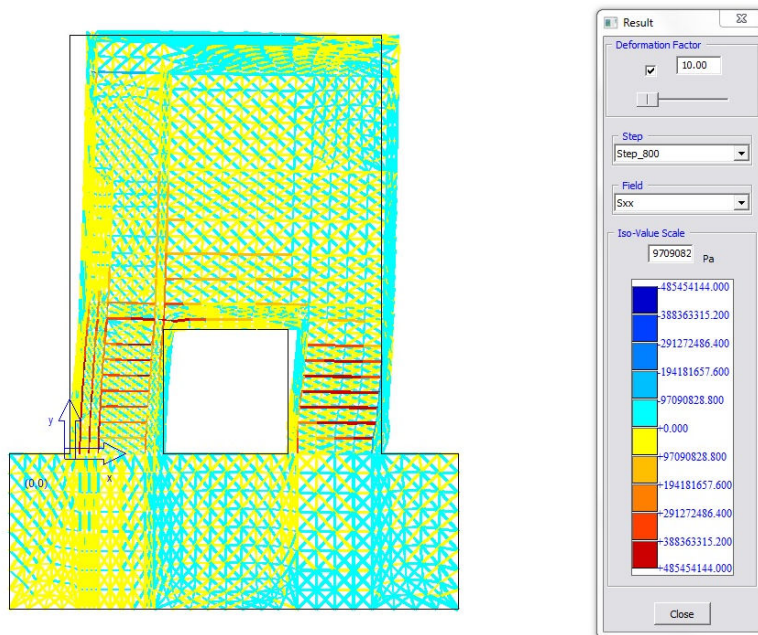 Result
Deformation Factor
10.00
Step
Step_800
Field
Sxx
Iso-Value Scale
9709082 Pa
-485454144.000
-388363315.200
-291272486.400
-194181657.600
-97090828.800
+0.000
+97090828.800
+194181657.600
+291272486.400
+388363315.200
+485454144.000
Close
y
x
(0,0)